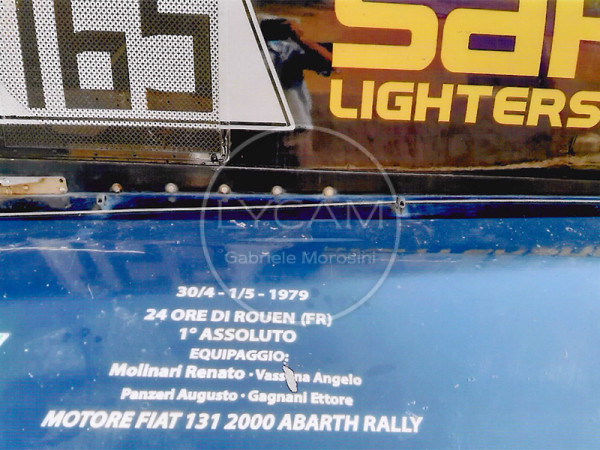 165
LIGHTERS
LYCAM
Gabriele Morosini
30/4 - 1/5 - 1979
24 ORE DI ROUEN (FR)
1° ASSOLUTO
EQUIPAGGIO:
Molinari Renato · Angelo
Panzeri Augusto · Gagnani Ettore
MOTORE FIAT 131 2000 ABARTH RALLY